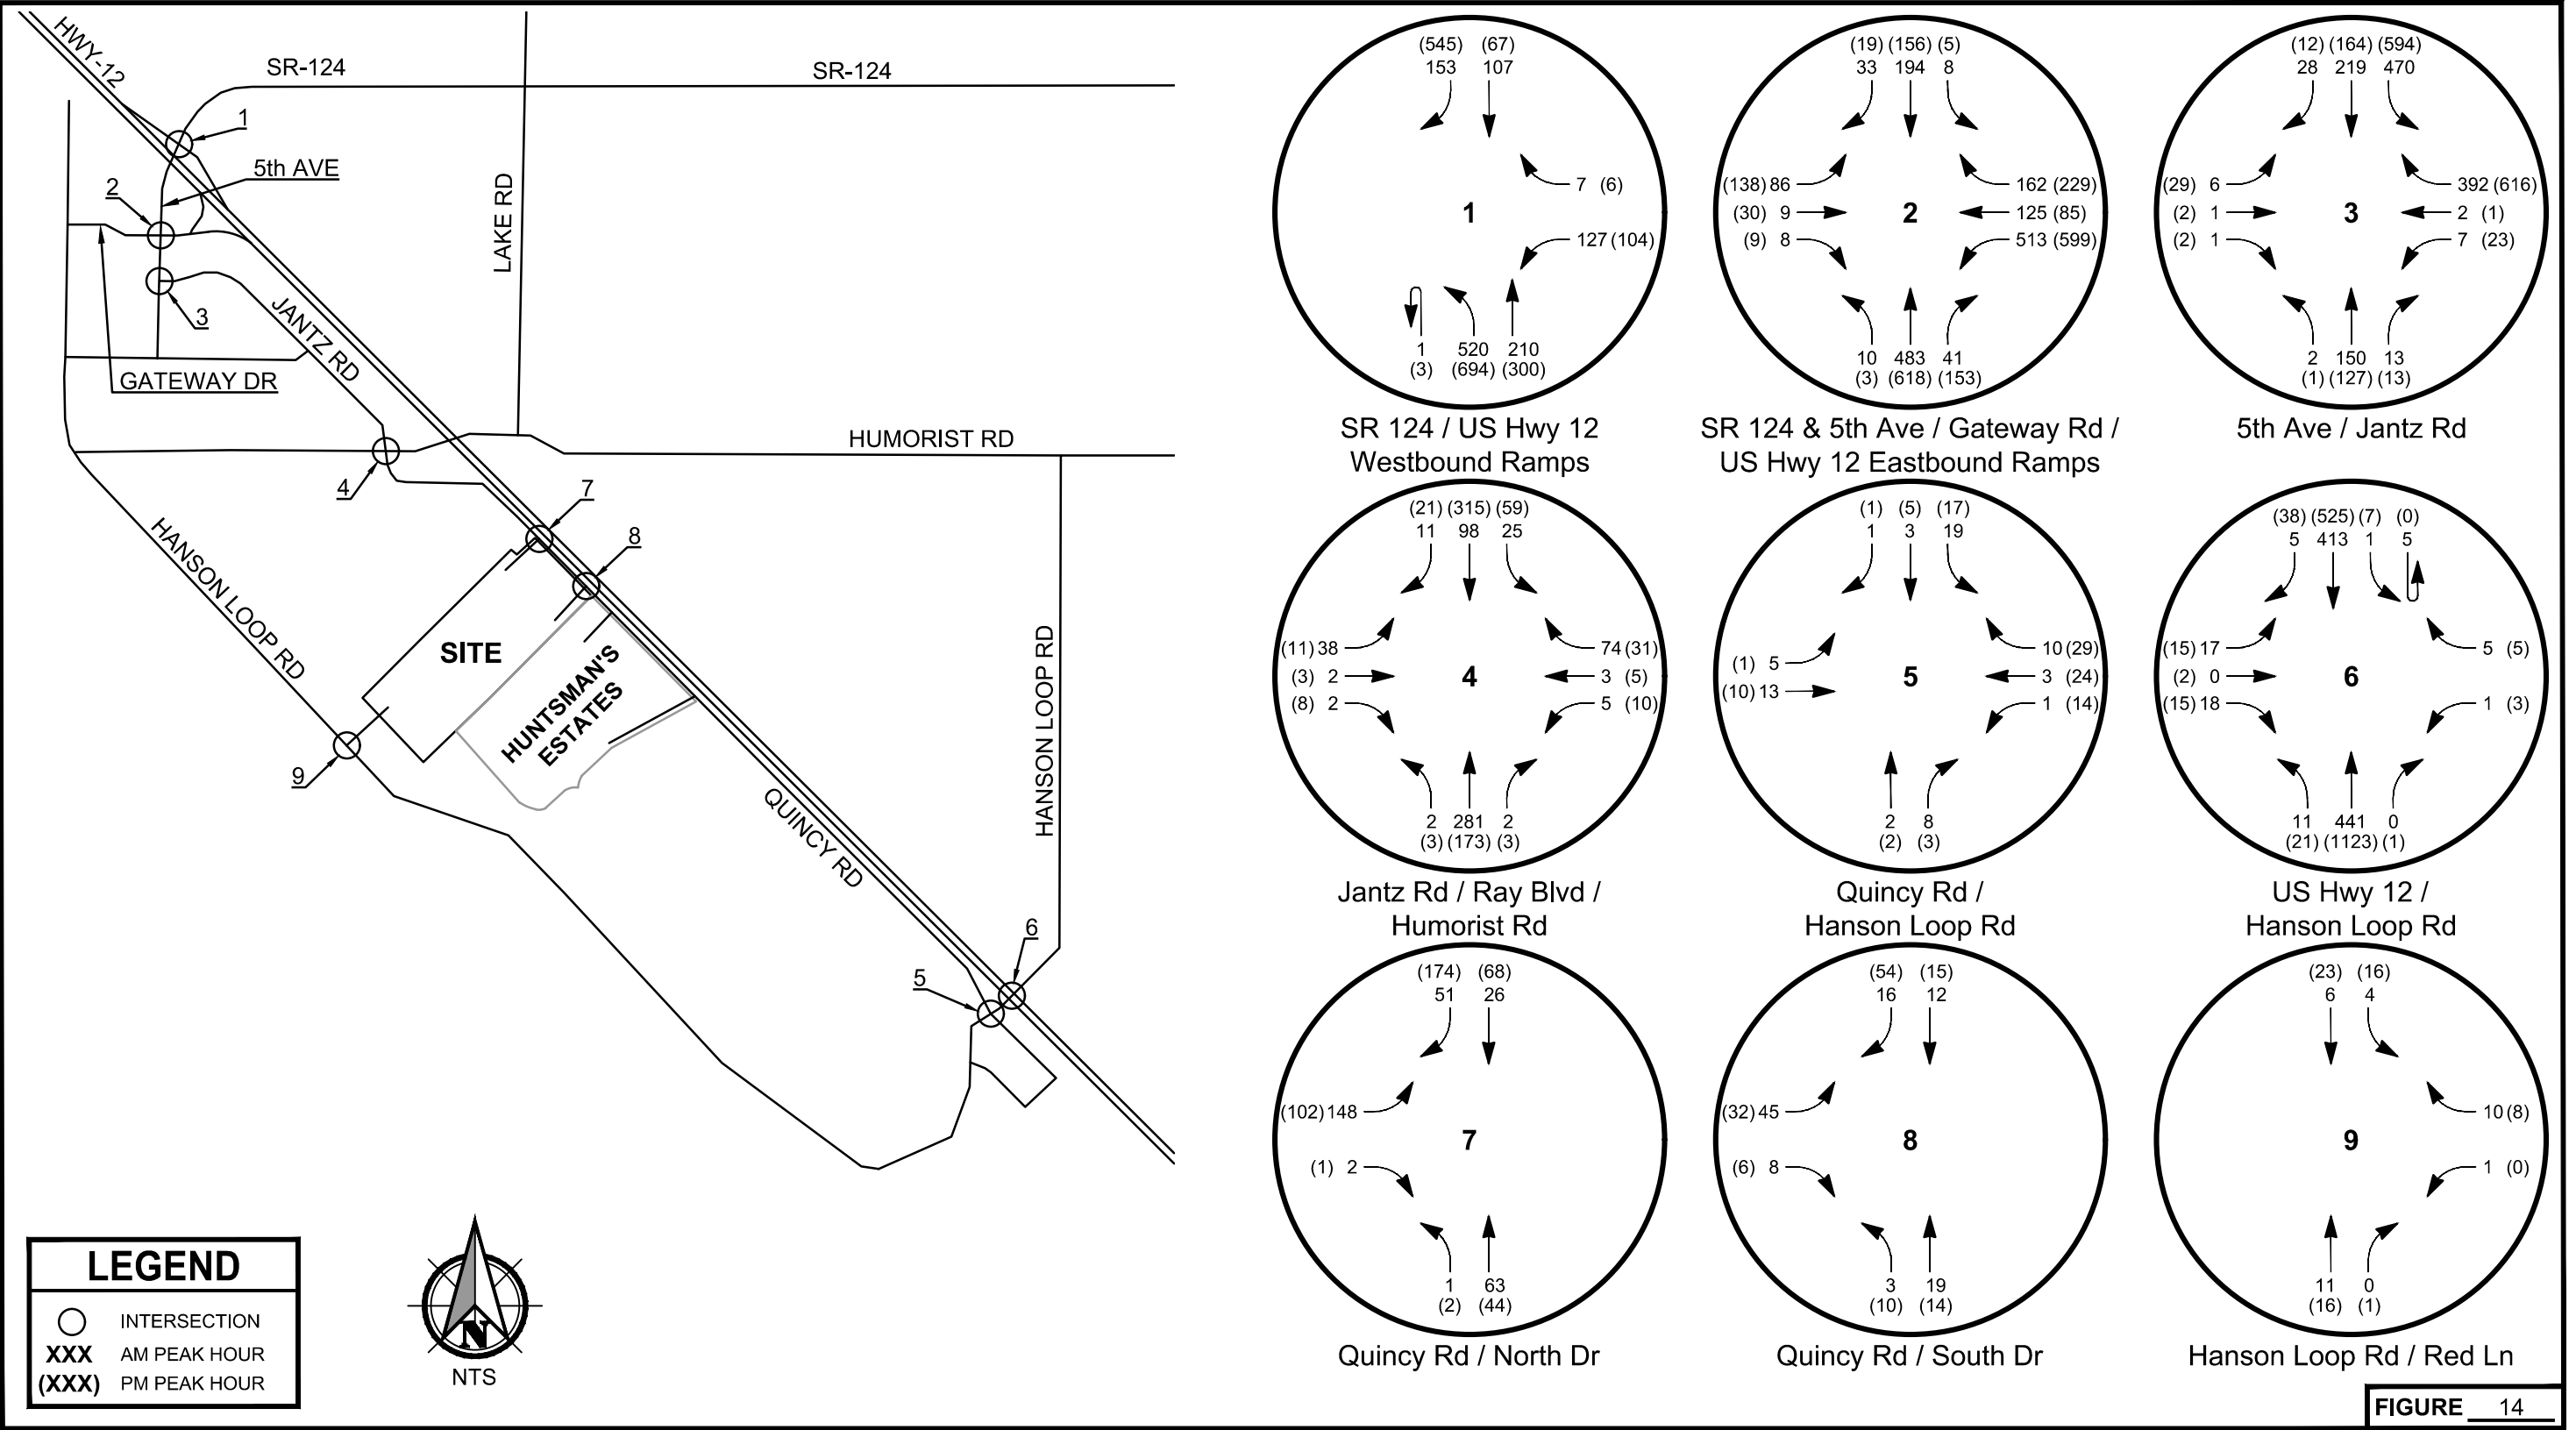 HWY-12
SR-124
SR-124
1
5th AVE
2
3
LAKE RD
JANTZ RD
GATEWAY DR
HUMORIST RD
4
7
8
HANSON LOOP RD
SITE
HUNTSMAN'S
ESTATES
HANSON LOOP RD
9
QUINCY RD
6
5
LEGEND
INTERSECTION
XXX AM PEAK HOUR
(XXX) PM PEAK HOUR
N
NTS
(545) (67)
153 107
7 (6)
1
127 (104)
1 520 210
(3) (694) (300)
SR 124 / US Hwy 12
Westbound Ramps
(19) (156) (5)
33 194 8
(138) 86 162 (229)
(30) 9 2 125 (85)
(9) 8 513 (599)
10 483 41
(3) (618) (153)
SR 124 & 5th Ave / Gateway Rd /
US Hwy 12 Eastbound Ramps
(12) (164) (594)
28 219 470
(29) 6 392 (616)
(2) 1 3 2 (1)
(2) 1 7 (23)
2 150 13
(1) (127) (13)
5th Ave / Jantz Rd
(21) (315) (59)
11 98 25
(11) 38 74 (31)
(3) 2 4 3 (5)
(8) 2 5 (10)
2 281 2
(3) (173) (3)
Jantz Rd / Ray Blvd /
Humorist Rd
(1) (5) (17)
1 3 19
10 (29)
(1) 5 5 3 (24)
(10) 13 1 (14)
2 8
(2) (3)
Quincy Rd /
Hanson Loop Rd
(38) (525) (7) (0)
5 413 1 5
(15) 17 5 (5)
(2) 0 6
(15) 18 1 (3)
11 441 0
(21) (1123) (1)
US Hwy 12 /
Hanson Loop Rd
(174) (68)
51 26
(102) 148
7
(1) 2
1 63
(2) (44)
Quincy Rd / North Dr
(54) (15)
16 12
(32) 45
8
(6) 8
3 19
(10) (14)
Quincy Rd / South Dr
(23) (16)
6 4
10 (8)
9
1 (0)
11 0
(16) (1)
Hanson Loop Rd / Red Ln
FIGURE 14